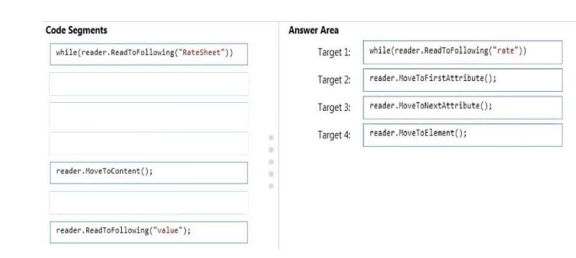 Code Segments
while(reader.ReadToFollowing("RateSheet"))
reader.MoveToContent();
reader.ReadToFollowing("value");
Answer Area
Target 1: while(reader.ReadToFollowing("rate"))
Target 2: reader.MoveToFirstAttribute();
Target 3: reader.MoveToNextAttribute();
Target 4: reader.MoveToElement();